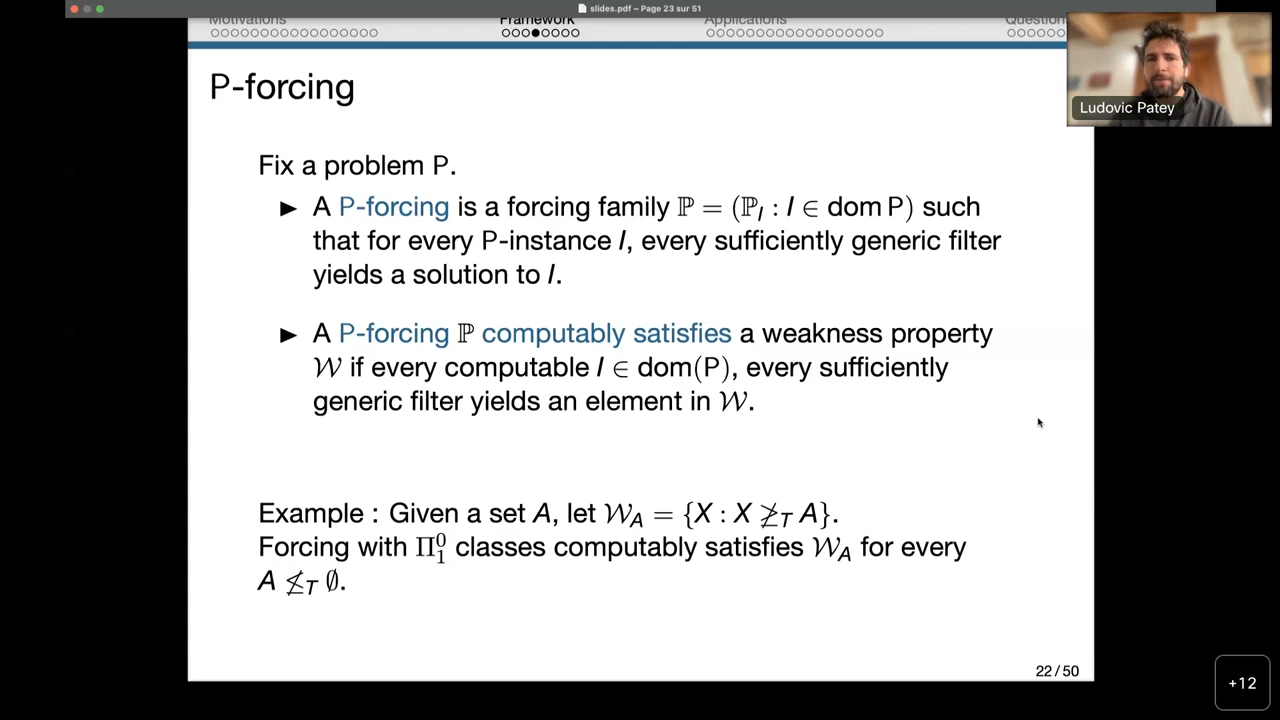 slides.pdf – Page 23 sur 51
Motivations Framework Applications Question
Ludovic Patey
P-forcing
Fix a problem P.
► A P-forcing is a forcing family ℙ = (ℙ_I : I ∈ dom P) such
that for every P-instance I, every sufficiently generic filter
yields a solution to I.
► A P-forcing ℙ computably satisfies a weakness property
𝒲 if every computable I ∈ dom(P), every sufficiently
generic filter yields an element in 𝒲.
Example : Given a set A, let 𝒲_A = {X : X ≱_T A}.
Forcing with Π^0_1 classes computably satisfies 𝒲_A for every
A ≰_T ∅.
22 / 50
+12